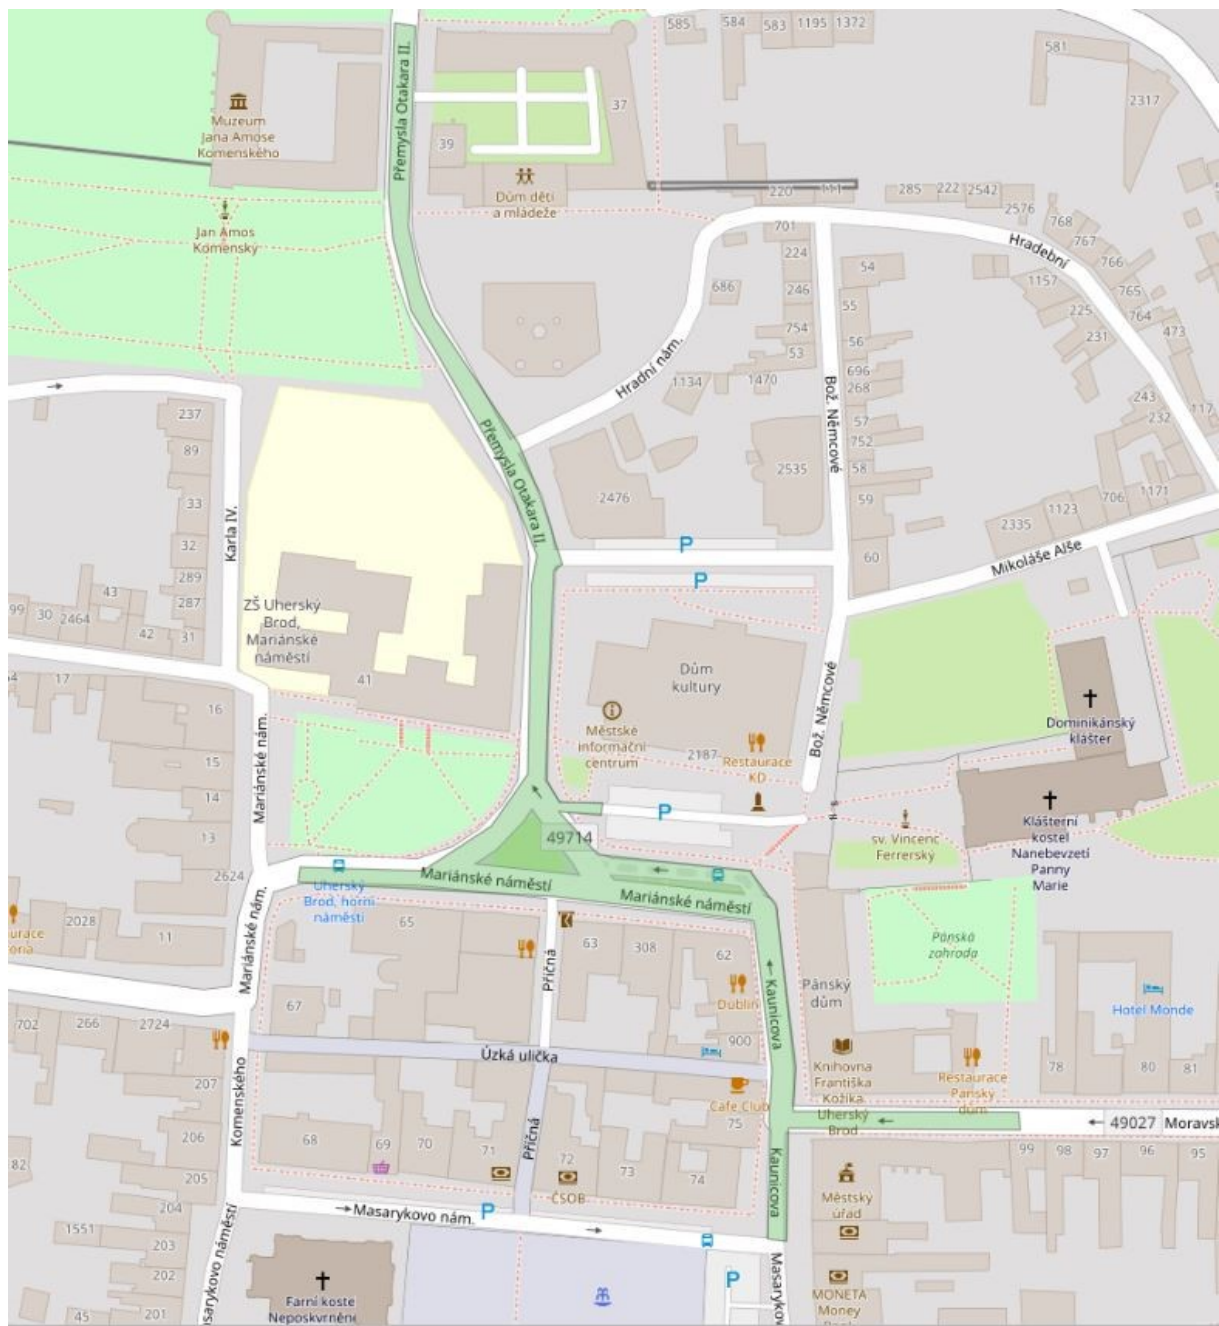 585
584
583
1195
1372
581
2317
Přemysla Otakara II.
Muzeum
Jana Amose
Komenského
37
39
Dům dětí
a mládeže
220
111
285
222
2542
2576
Jan Amos
Komenský
701
224
768
767
Hradební
766
54
1157
765
686
246
55
225
764
231
473
754
53
56
Hradní nám.
1134
1470
696
268
Bož. Němcové
243
232
117
237
57
752
89
Přemysla Otakara II.
58
2476
2535
59
33
706
1171
1123
2335
Karla IV.
32
60
Mikoláše Alše
P
P
289
43
287
99
30
2464
42
31
ZŠ Uherský
Brod,
Mariánské
náměstí
41
Dům
kultury
Bož. Němcové
54
17
16
Dominikánský
klášter
Městské
informační
centrum
2187
Restaurace
KD
Mariánské nám.
15
14
13
P
49714
Klášterní
kostel
Nanebevzetí
Panny
Marie
sv. Vincenc
Ferrerský
2624
Uherský
Brod, horní
náměstí
Mariánské náměstí
Mariánské náměstí
2028
11
urace
oria
65
63
308
62
Mariánské nám.
Příčná
Pánská
zahrada
Kaunicova
Pánský
dům
Dublin
67
Hotel Monde
702
266
2724
900
Úzká ulička
207
Komenského
Knihovna
Františka
Kožíka
Uherský
Brod
Restaurace
Panský
dům
78
80
81
Cafe Club
75
49027
Moravsk
206
82
205
68
69
70
71
Příčná
72
73
74
ČSOB
Kaunicova
99
98
97
96
95
Městský
úřad
Masarykovo nám.
P
204
1551
203
202
201
45
sarykovo náměstí
Farní koste
Neposkvrněné
P
Masarykov
MONETA
Money